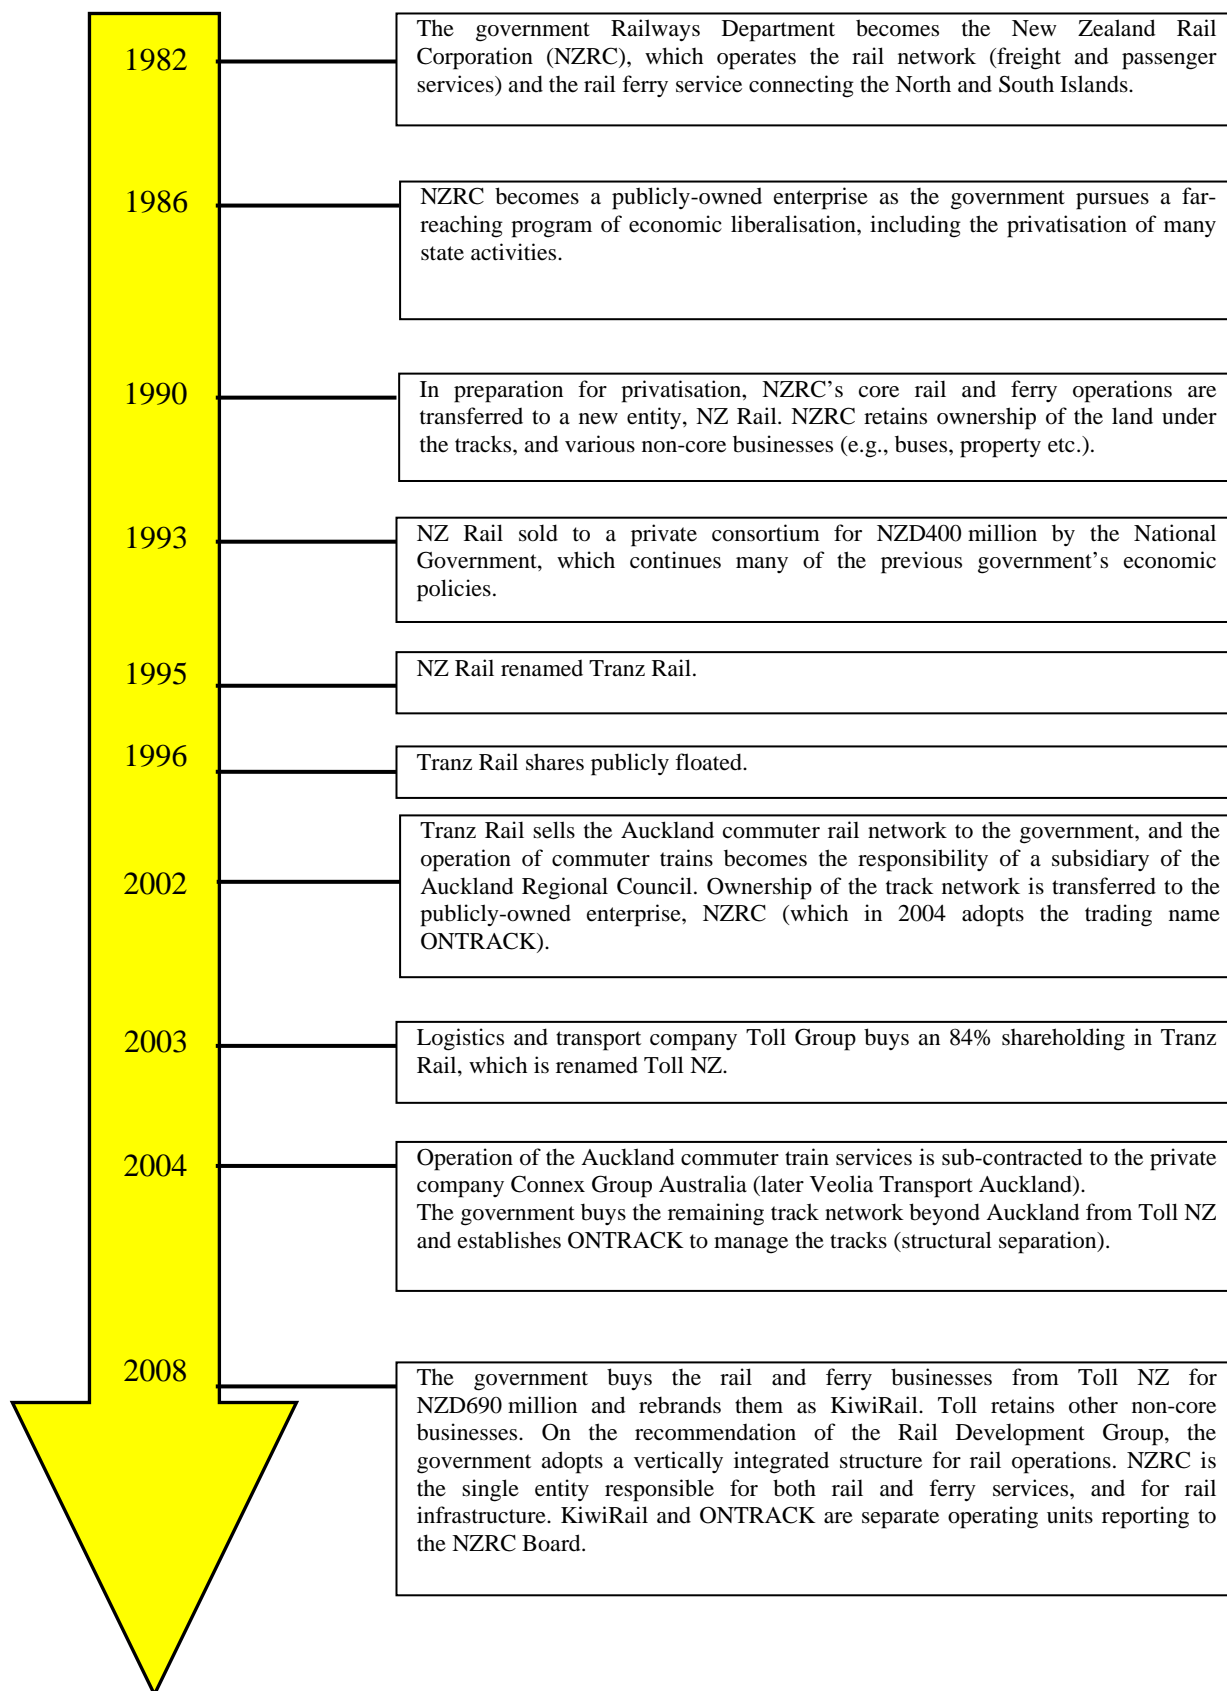 1982
The government Railways Department becomes the New Zealand Rail
Corporation (NZRC), which operates the rail network (freight and passenger
services) and the rail ferry service connecting the North and South Islands.
1986
NZRC becomes a publicly-owned enterprise as the government pursues a far-
reaching program of economic liberalisation, including the privatisation of many
state activities.
1990
In preparation for privatisation, NZRC’s core rail and ferry operations are
transferred to a new entity, NZ Rail. NZRC retains ownership of the land under
the tracks, and various non-core businesses (e.g., buses, property etc.).
1993
NZ Rail sold to a private consortium for NZD400 million by the National
Government, which continues many of the previous government’s economic
policies.
1995
NZ Rail renamed Tranz Rail.
1996
Tranz Rail shares publicly floated.
2002
Tranz Rail sells the Auckland commuter rail network to the government, and the
operation of commuter trains becomes the responsibility of a subsidiary of the
Auckland Regional Council. Ownership of the track network is transferred to the
publicly-owned enterprise, NZRC (which in 2004 adopts the trading name
ONTRACK).
2003
Logistics and transport company Toll Group buys an 84% shareholding in Tranz
Rail, which is renamed Toll NZ.
2004
Operation of the Auckland commuter train services is sub-contracted to the private
company Connex Group Australia (later Veolia Transport Auckland).
The government buys the remaining track network beyond Auckland from Toll NZ
and establishes ONTRACK to manage the tracks (structural separation).
2008
The government buys the rail and ferry businesses from Toll NZ for
NZD690 million and rebrands them as KiwiRail. Toll retains other non-core
businesses. On the recommendation of the Rail Development Group, the
government adopts a vertically integrated structure for rail operations. NZRC is
the single entity responsible for both rail and ferry services, and for rail
infrastructure. KiwiRail and ONTRACK are separate operating units reporting to
the NZRC Board.